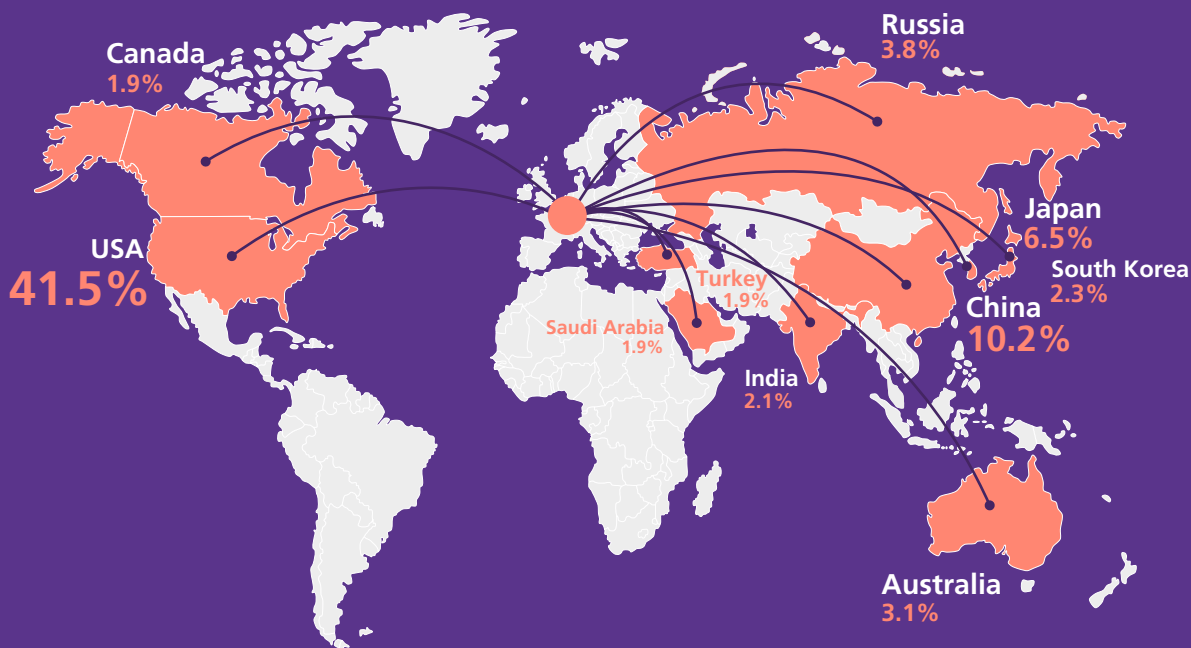 Canada
1.9%
Russia
3.8%
USA
41.5%
Japan
6.5%
South Korea
2.3%
Turkey
1.9%
China
10.2%
Saudi Arabia
1.9%
India
2.1%
Australia
3.1%